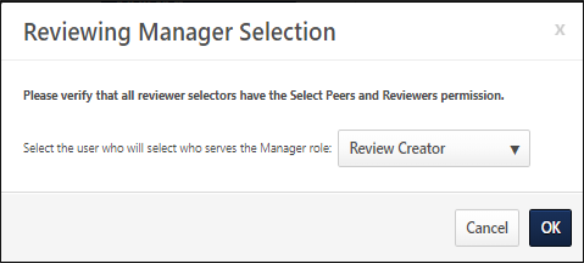 Reviewing Manager Selection
x
Please verify that all reviewer selectors have the Select Peers and Reviewers permission.
Select the user who will select who serves the Manager role: Review Creator
Cancel OK